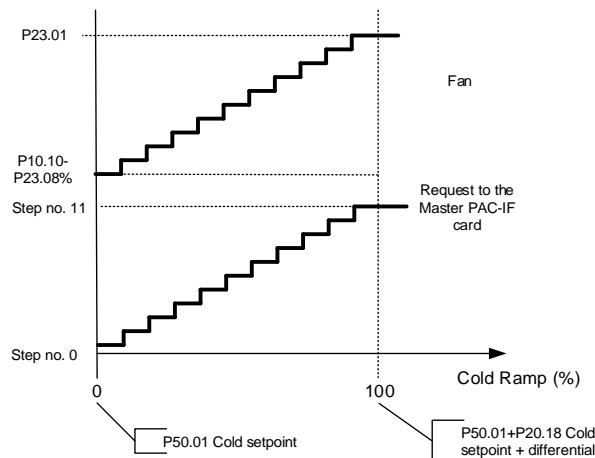 P23.01
Fan
P10.10-
P23.08%
Step no. 11
Request to the
Master PAC-IF
card
Step no. 0
0
100
Cold Ramp (%)
P50.01 Cold setpoint
P50.01+P20.18 Cold
setpoint + differential